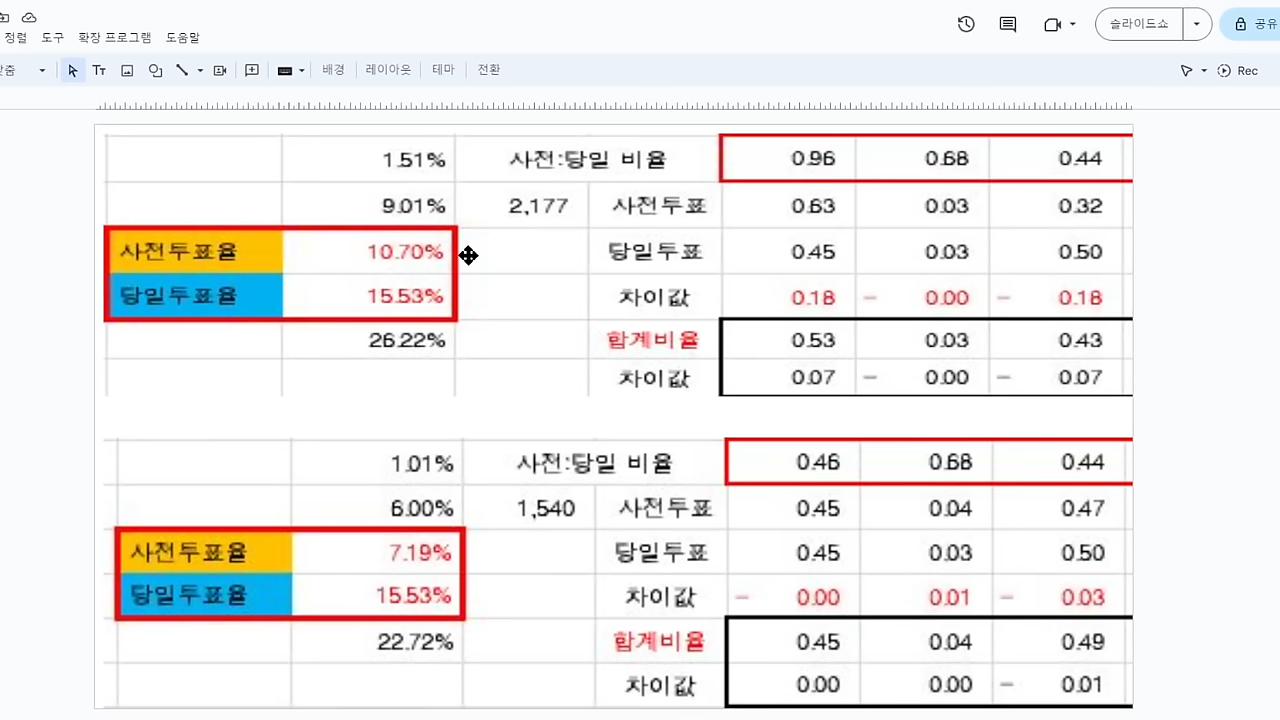 정렬 도구 확장 프로그램 도움말
슬라이드쇼
공유
배경 레이아웃 테마 전환
Rec
1.51% 사전:당일 비율 0.96 0.68 0.44
9.01% 2,177 사전투표 0.63 0.03 0.32
사전투표율 10.70% 당일투표 0.45 0.03 0.50
당일투표율 15.53% 차이값 0.18 - 0.00 - 0.18
26.22% 합계비율 0.53 0.03 0.43
차이값 0.07 - 0.00 - 0.07
1.01% 사전:당일 비율 0.46 0.68 0.44
6.00% 1,540 사전투표 0.45 0.04 0.47
사전투표율 7.19% 당일투표 0.45 0.03 0.50
당일투표율 15.53% 차이값 - 0.00 0.01 - 0.03
22.72% 합계비율 0.45 0.04 0.49
차이값 0.00 0.00 - 0.01